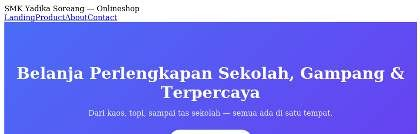 SMK Yadika Soreang — Onlineshop
LandingProductAboutContact
Belanja Perlengkapan Sekolah, Gampang &
Terpercaya
Dari kaos, topi, sampai tas sekolah — semua ada di satu tempat.